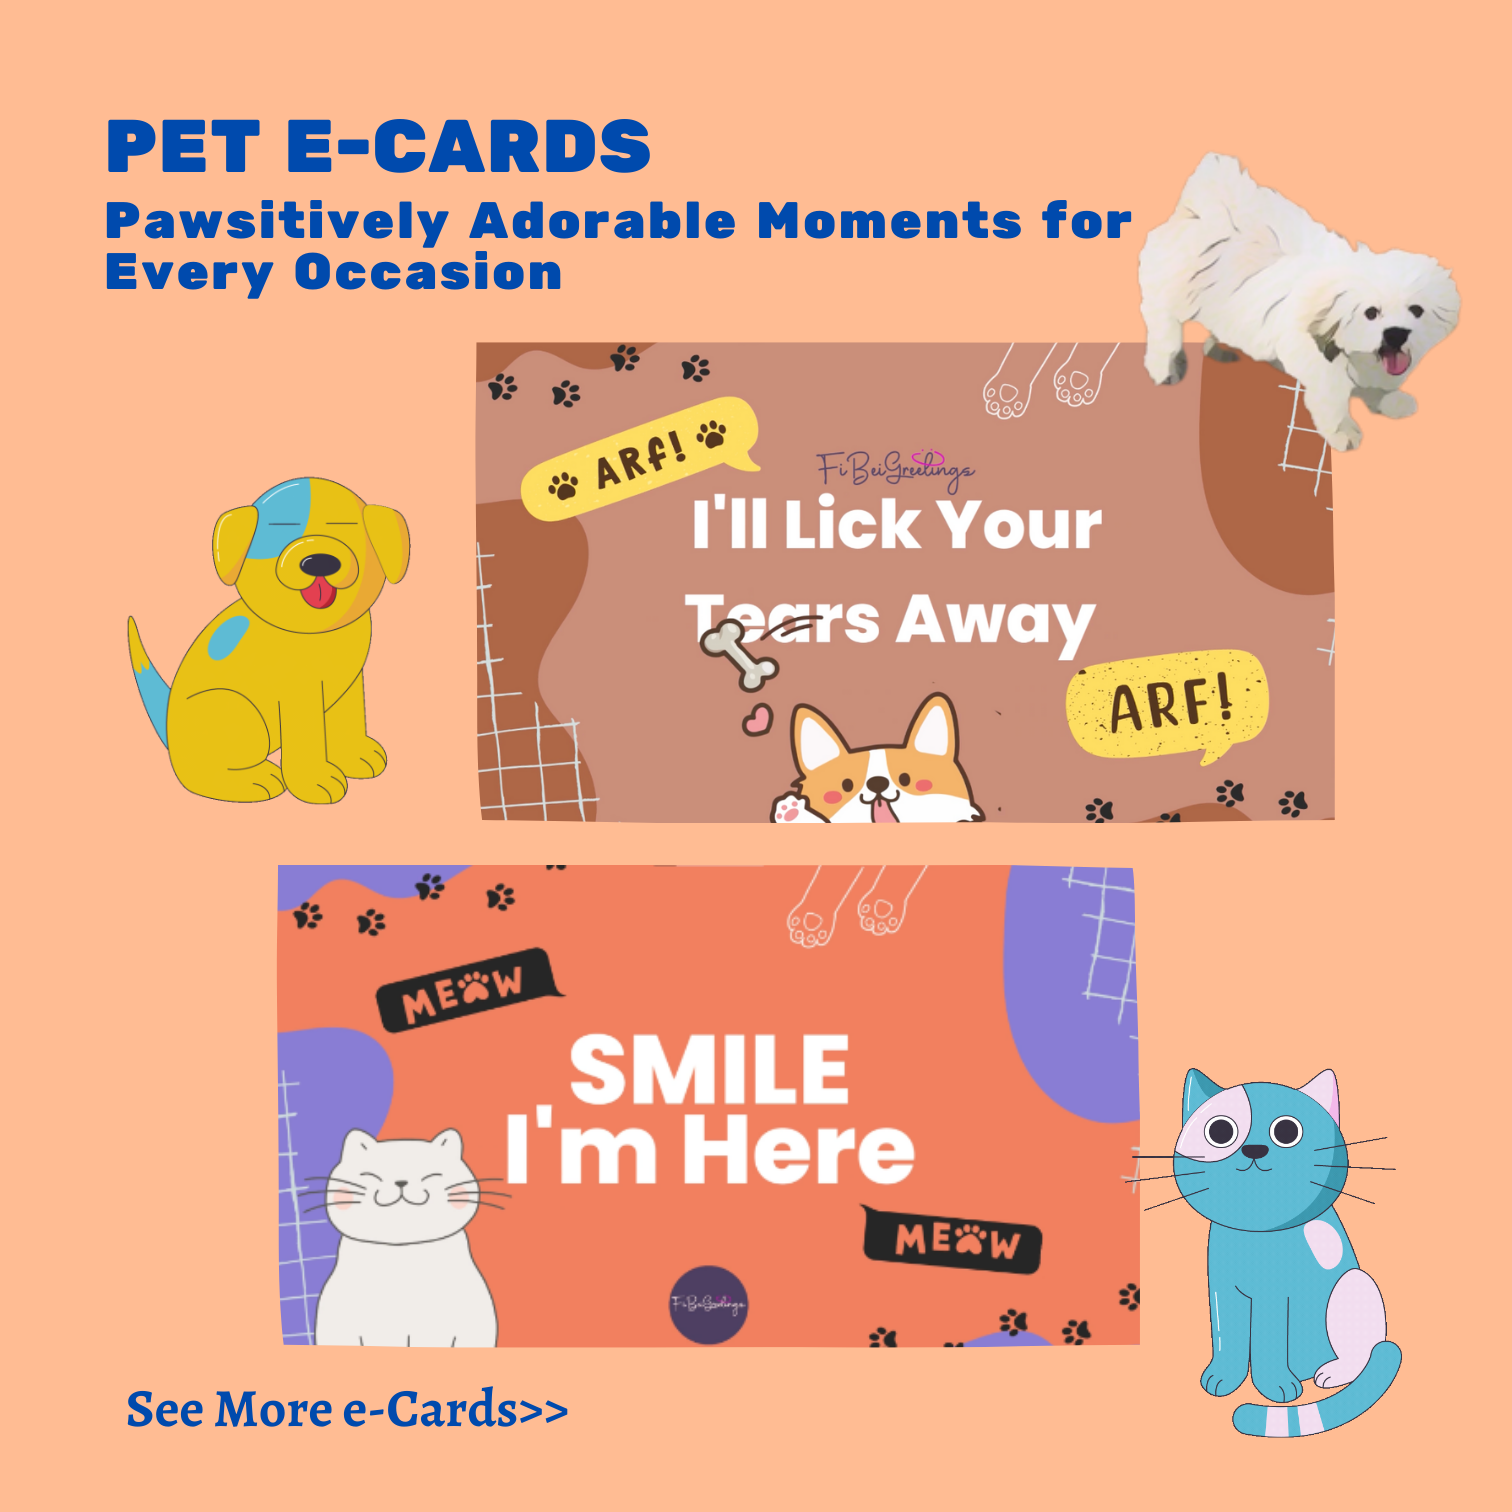 PET E-CARDS
Pawsitively Adorable Moments for
Every Occasion
ARf!
FiBeiGreetings
I'll Lick Your
Tears Away
ARF!
MEOW
SMILE
I'm Here
MEOW
FiBeiGreetings
See More e-Cards>>